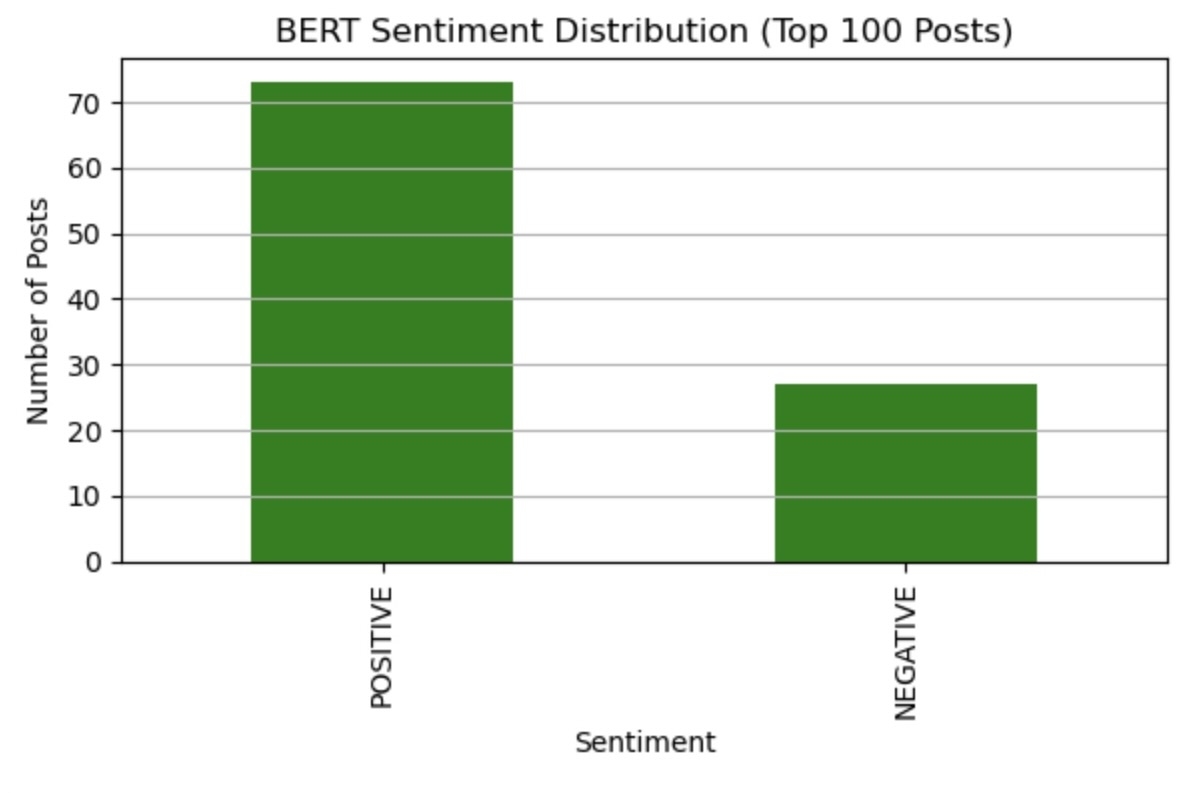 BERT Sentiment Distribution (Top 100 Posts)
Number of Posts
70
60
50
40
30
20
10
0
POSITIVE
NEGATIVE
Sentiment